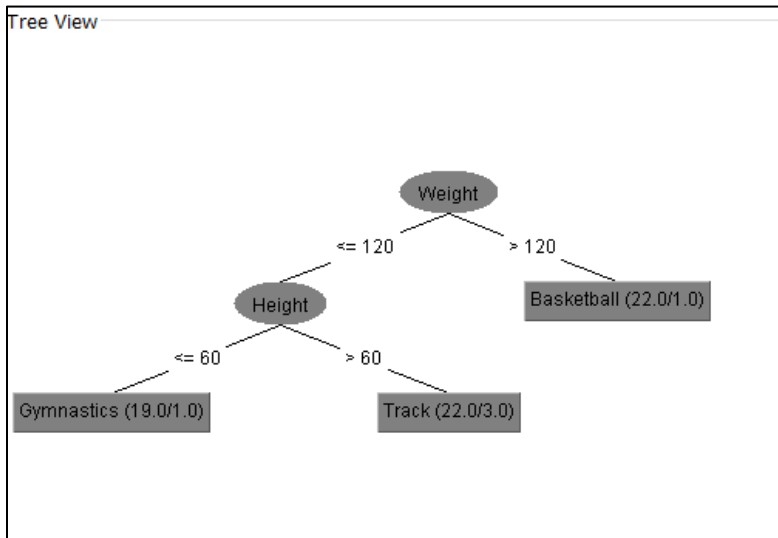 Tree View
Weight
<= 120
> 120
Height
Basketball (22.0/1.0)
<= 60
> 60
Gymnastics (19.0/1.0)
Track (22.0/3.0)